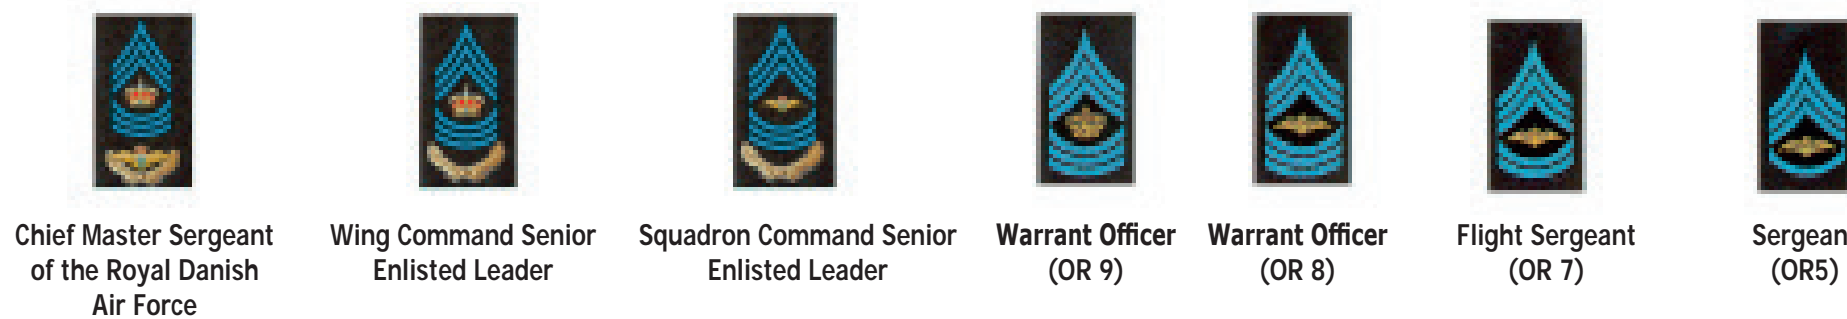 Chief Master Sergeant
of the Royal Danish
Air Force
Wing Command Senior
Enlisted Leader
Squadron Command Senior
Enlisted Leader
Warrant Officer
(OR 9)
Warrant Officer
(OR 8)
Flight Sergeant
(OR 7)
Sergean
(OR5)